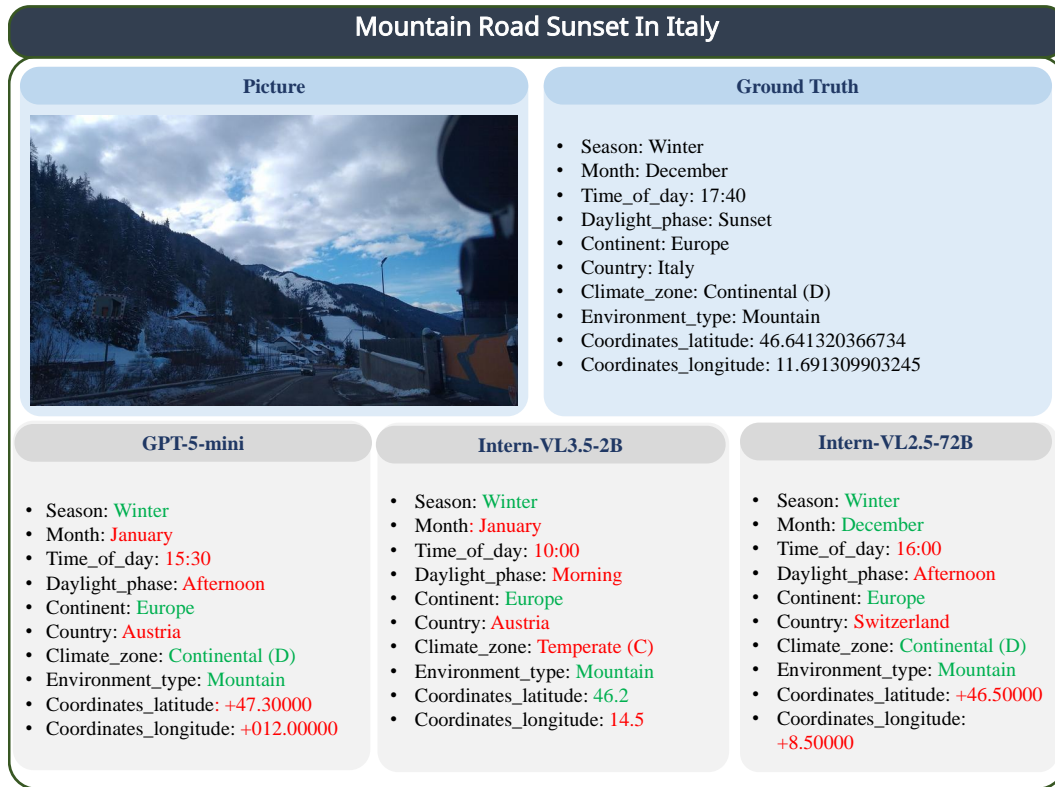 Mountain Road Sunset In Italy
Picture
Ground Truth
• Season: Winter
• Month: December
• Time_of_day: 17:40
• Daylight_phase: Sunset
• Continent: Europe
• Country: Italy
• Climate_zone: Continental (D)
• Environment_type: Mountain
• Coordinates_latitude: 46.641320366734
• Coordinates_longitude: 11.691309903245
GPT-5-mini
• Season: Winter
• Month: January
• Time_of_day: 15:30
• Daylight_phase: Afternoon
• Continent: Europe
• Country: Austria
• Climate_zone: Continental (D)
• Environment_type: Mountain
• Coordinates_latitude: +47.30000
• Coordinates_longitude: +012.00000
Intern-VL3.5-2B
• Season: Winter
• Month: January
• Time_of_day: 10:00
• Daylight_phase: Morning
• Continent: Europe
• Country: Austria
• Climate_zone: Temperate (C)
• Environment_type: Mountain
• Coordinates_latitude: 46.2
• Coordinates_longitude: 14.5
Intern-VL2.5-72B
• Season: Winter
• Month: December
• Time_of_day: 16:00
• Daylight_phase: Afternoon
• Continent: Europe
• Country: Switzerland
• Climate_zone: Continental (D)
• Environment_type: Mountain
• Coordinates_latitude: +46.50000
• Coordinates_longitude:
+8.50000